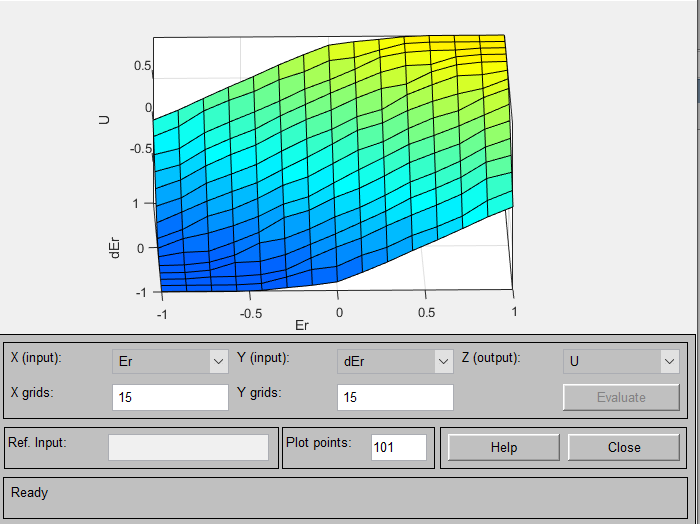 0.5
0
U
-0.5
1
dEr
0
-1
-1 -0.5 0 0.5 1
Er
X (input): Er Y (input): dEr Z (output): U
X grids: 15 Y grids: 15 Evaluate
Ref. Input: Plot points: 101 Help Close
Ready